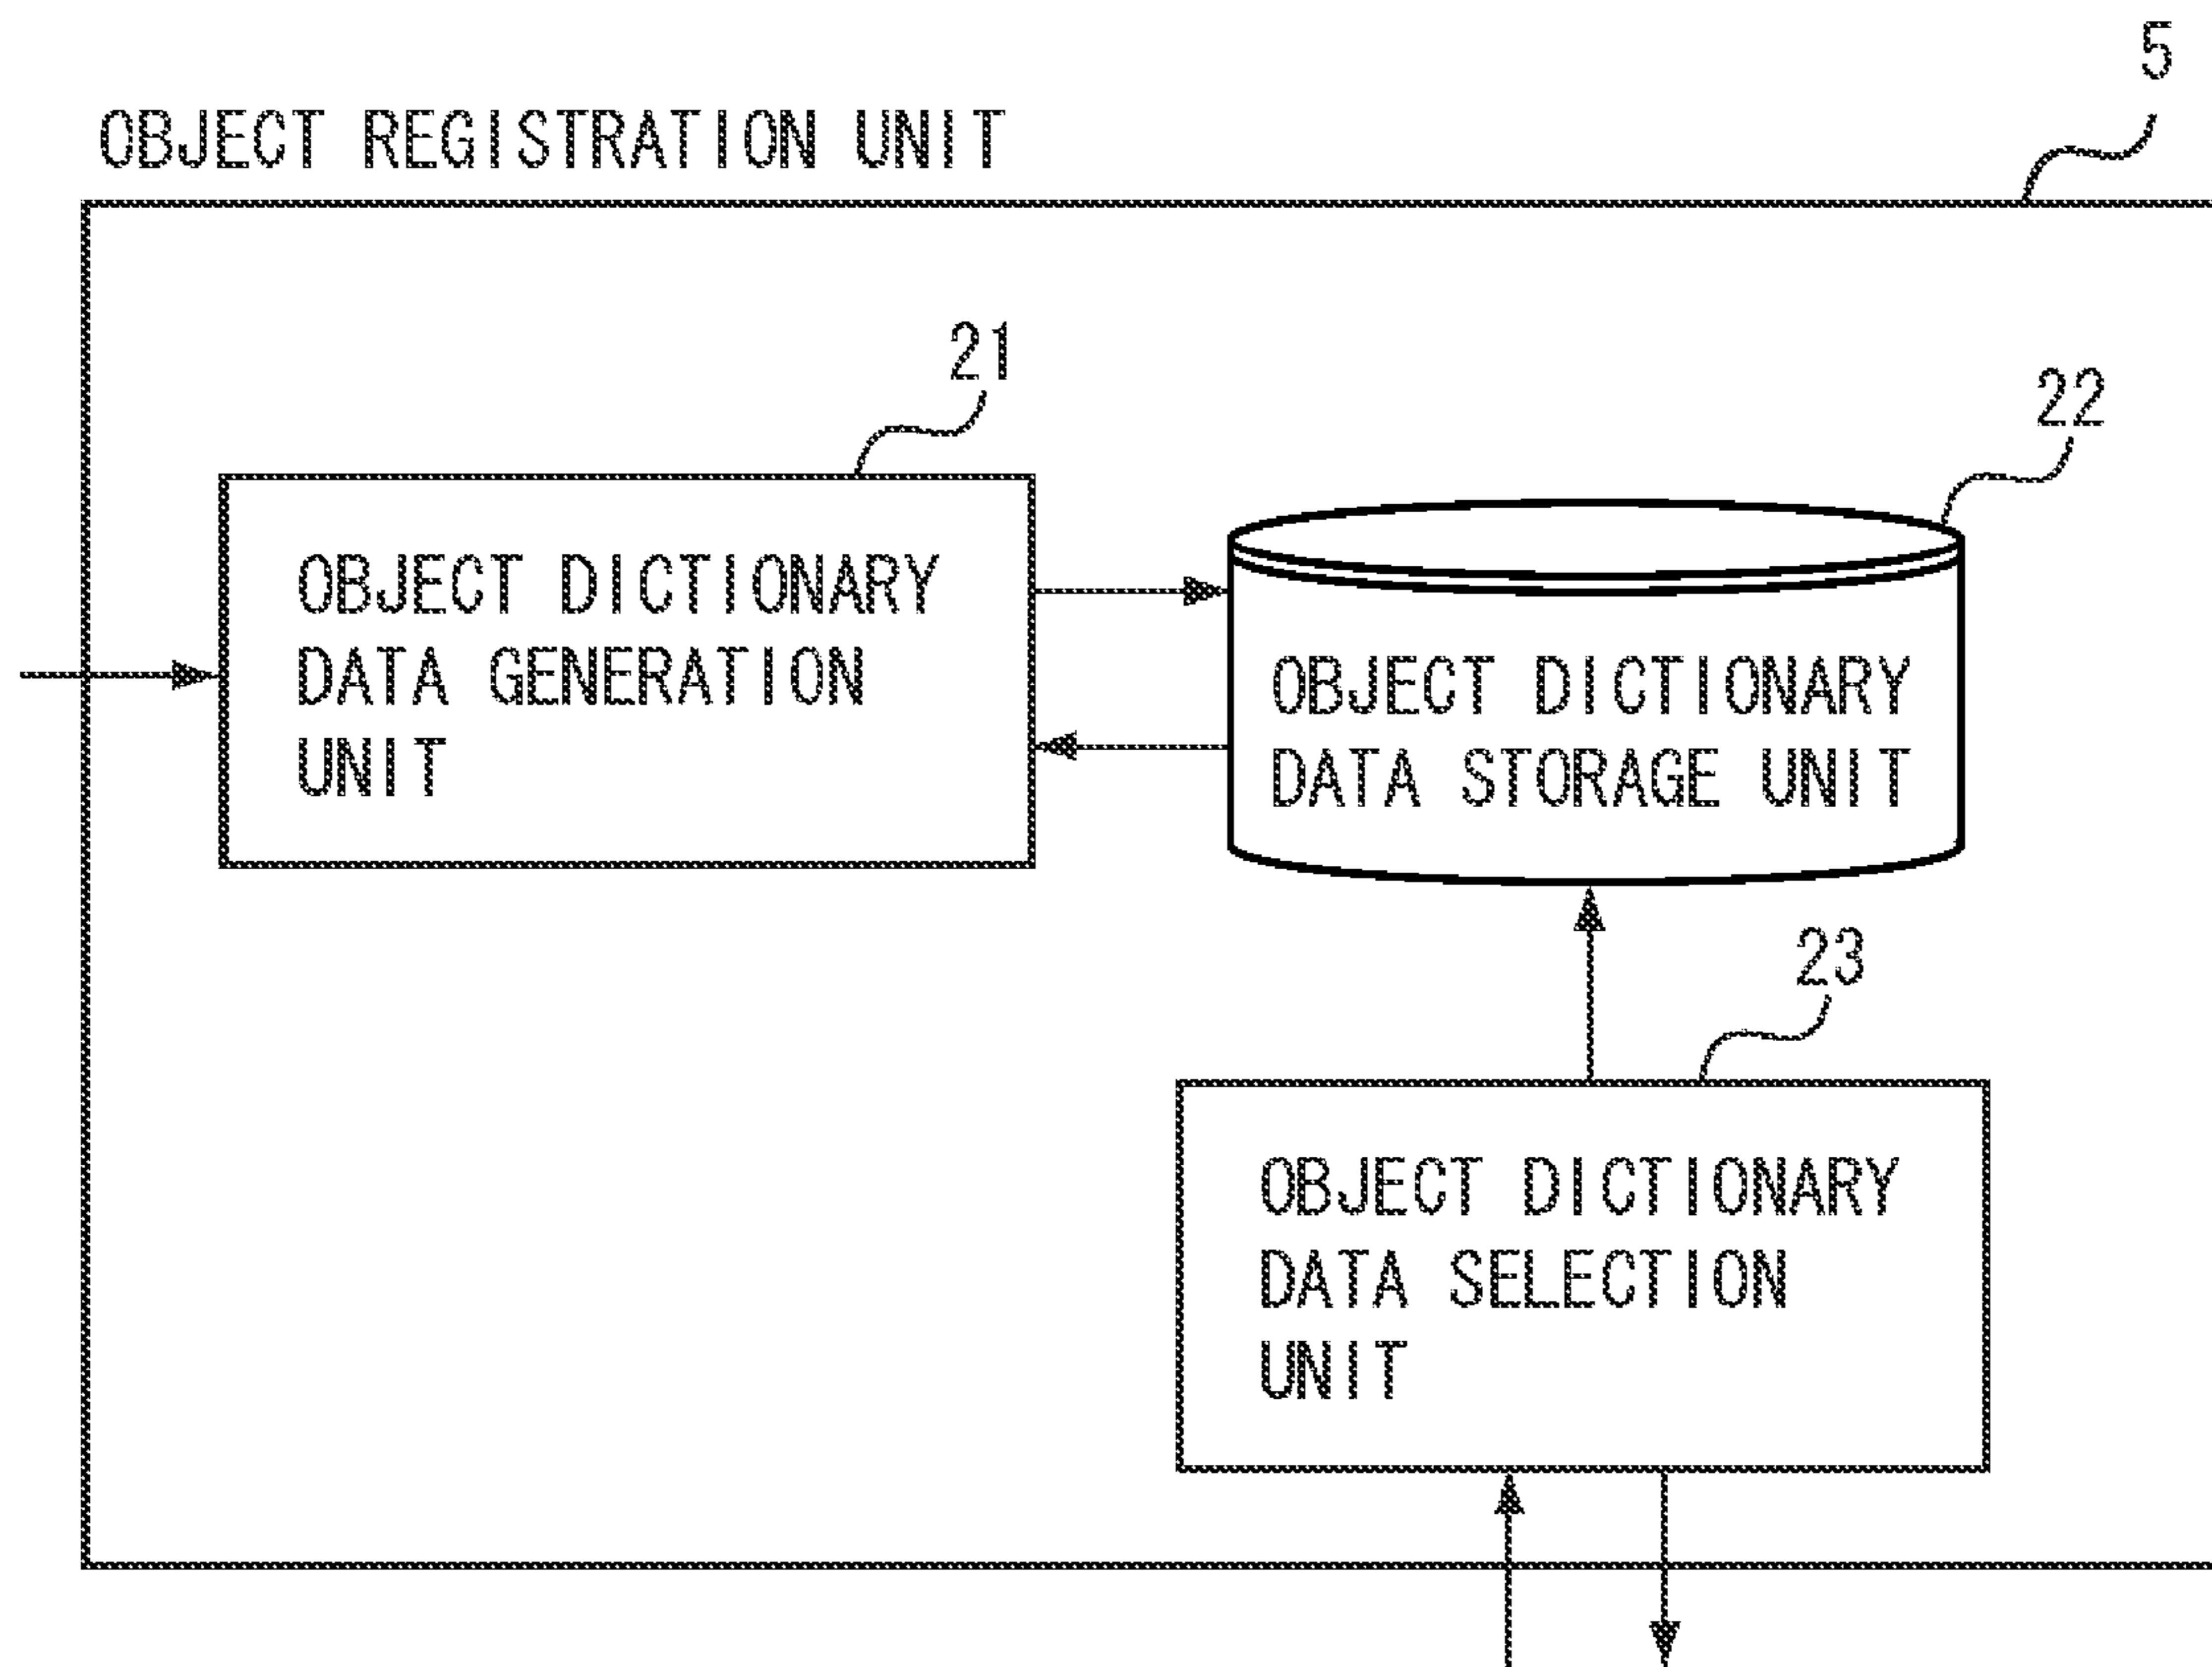 5
OBJECT REGISTRATION UNIT
21
22
OBJECT DICTIONARY
DATA GENERATION
UNIT
OBJECT DICTIONARY
DATA STORAGE UNIT
23
OBJECT DICTIONARY
DATA SELECTION
UNIT